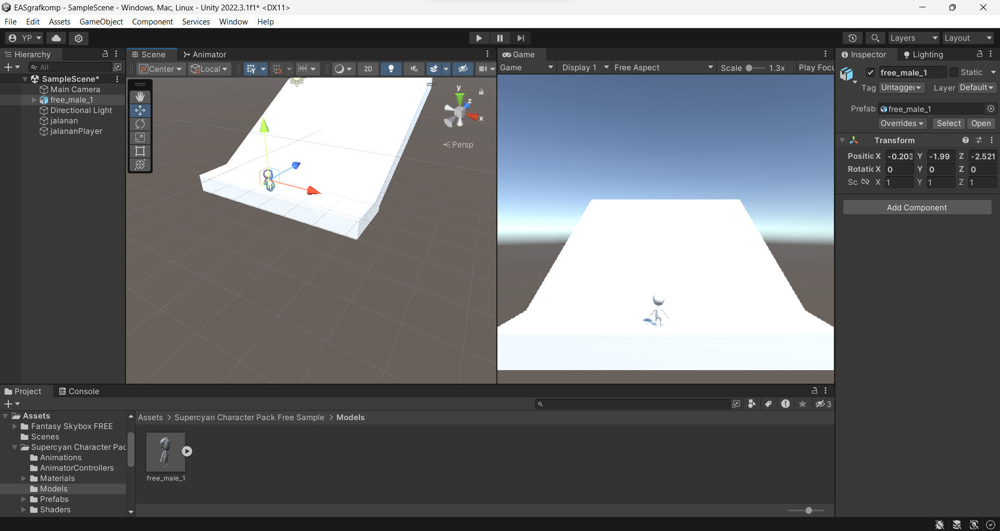 EASgrafkomp - SampleScene - Windows, Mac, Linux - Unity 2022.3.1f1* <DX11>
File Edit Assets GameObject Component Services Window Help
YP Layers Layout
Hierarchy
All
SampleScene*
Main Camera
free_male_1
Directional Light
jalanan
jalananPlayer
Scene Animator
Center Local 2D
y
z
x
Persp
Game
Game Display 1 Free Aspect Scale 1.3x Play Focu
Inspector Lighting
free_male_1 Static
Tag Untagged Layer Default
Prefab free_male_1
Overrides Select Open
Transform
Positic X -0.203 Y -1.99 Z -2.521
Rotatic X 0 Y 0 Z 0
Sc X 1 Y 1 Z 1
Add Component
Project Console
3
Assets
Fantasy Skybox FREE
Scenes
Supercyan Character Pac
Animations
AnimatorControllers
Materials
Models
Prefabs
Shaders
Assets > Supercyan Character Pack Free Sample > Models
free_male_1